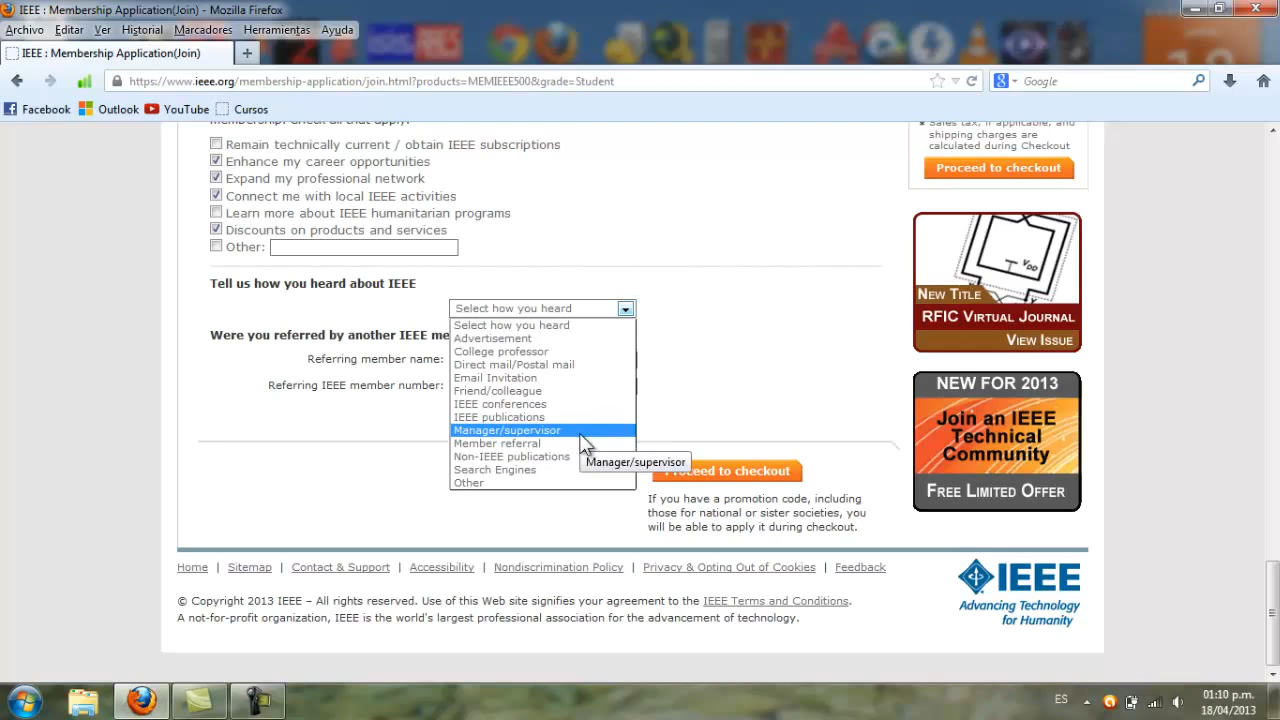 IEEE : Membership Application(Join) - Mozilla Firefox
Archivo Editar Ver Historial Marcadores Herramientas Ayuda
IEEE : Membership Application(Join)
https://www.ieee.org/membership-application/join.html?products=MEMIEEE500&grade=Student
Google
Facebook Outlook YouTube Cursos
Remain technically current / obtain IEEE subscriptions
Enhance my career opportunities
Expand my professional network
Connect me with local IEEE activities
Learn more about IEEE humanitarian programs
Discounts on products and services
Other:
Tell us how you heard about IEEE
Select how you heard
Were you referred by another IEEE me
Referring member name:
Referring IEEE member number:
Select how you heard
Advertisement
College professor
Direct mail/Postal mail
Email Invitation
Friend/colleague
IEEE conferences
IEEE publications
Manager/supervisor
Member referral
Non-IEEE publications
Search Engines
Other
Manager/supervisor
Proceed to checkout
If you have a promotion code, including
those for national or sister societies, you
will be able to apply it during checkout.
Sales tax, if applicable, and
shipping charges are
calculated during Checkout
Proceed to checkout
VDD
NEW TITLE
RFIC VIRTUAL JOURNAL
VIEW ISSUE
NEW FOR 2013
Join an IEEE
Technical
Community
FREE LIMITED OFFER
Home | Sitemap | Contact & Support | Accessibility | Nondiscrimination Policy | Privacy & Opting Out of Cookies | Feedback
© Copyright 2013 IEEE – All rights reserved. Use of this Web site signifies your agreement to the IEEE Terms and Conditions.
A not-for-profit organization, IEEE is the world's largest professional association for the advancement of technology.
IEEE
Advancing Technology
for Humanity
ES
01:10 p.m.
18/04/2013